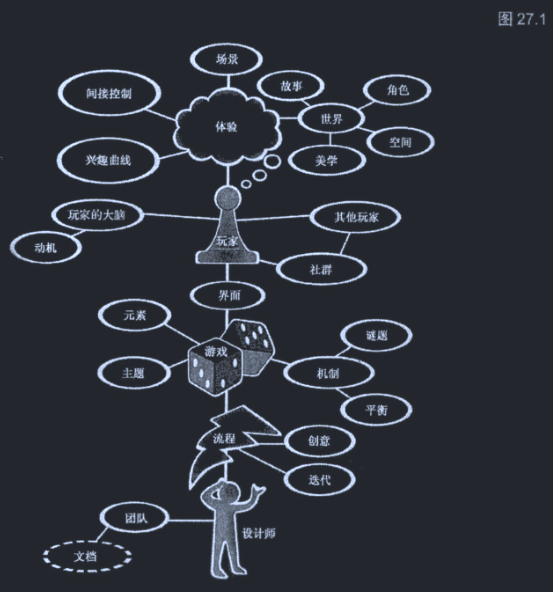 图 27.1
场景
故事
角色
间接控制
世界
体验
空间
兴趣曲线
美学
玩家的大脑
其他玩家
玩家
动机
社群
界面
元素
谜题
游戏
主题
机制
平衡
流程
创意
迭代
团队
设计师
文档